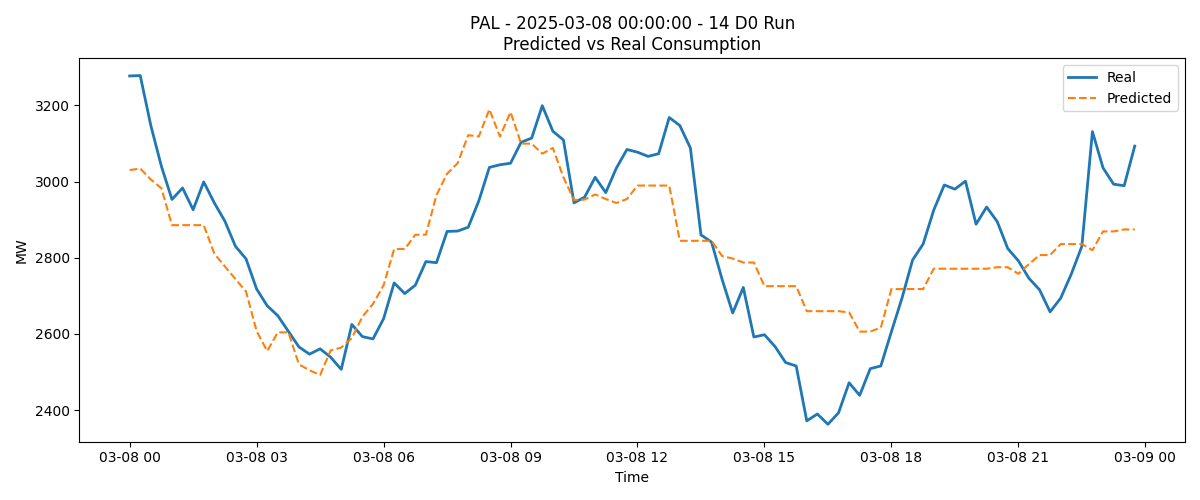 PAL - 2025-03-08 00:00:00 - 14 D0 Run
Predicted vs Real Consumption
Real
Predicted
3200
3000
2800
2600
2400
MW
03-08 00
03-08 03
03-08 06
03-08 09
03-08 12
03-08 15
03-08 18
03-08 21
03-09 00
Time